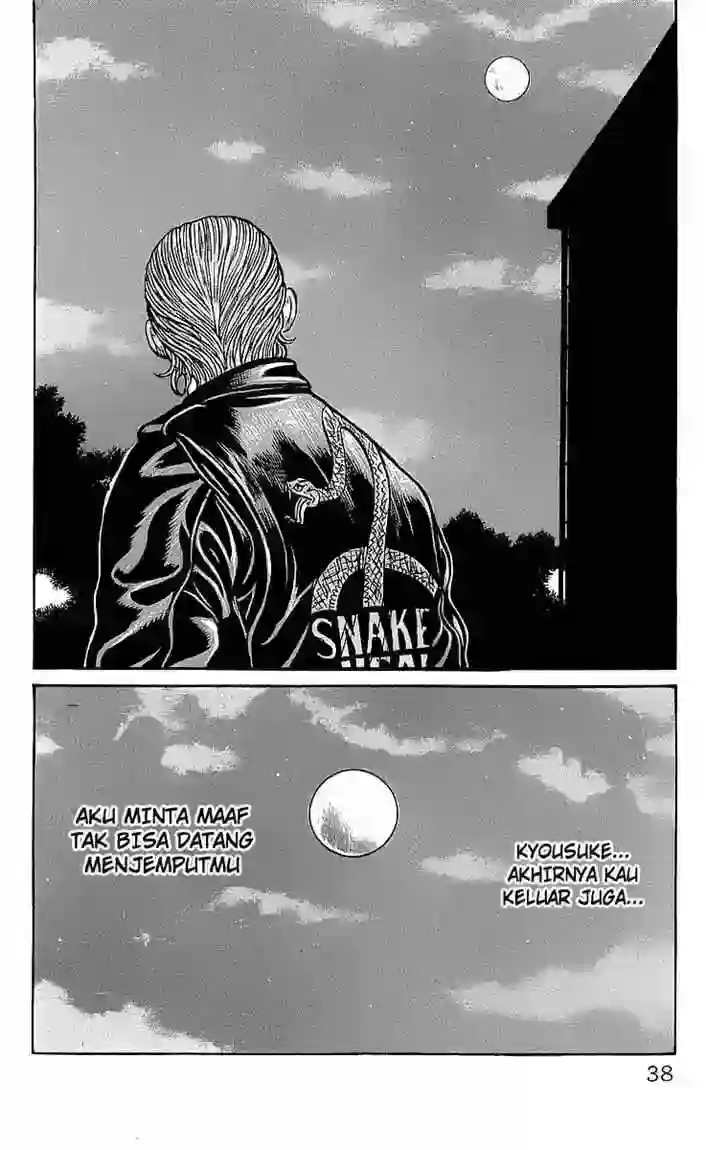 SNAKE
KYOUSUKE...
AKHIRNYA KAU
KELUAR JUGA...
AKU MINTA MAAF
TAK BISA DATANG
MENJEMPUTMU
38